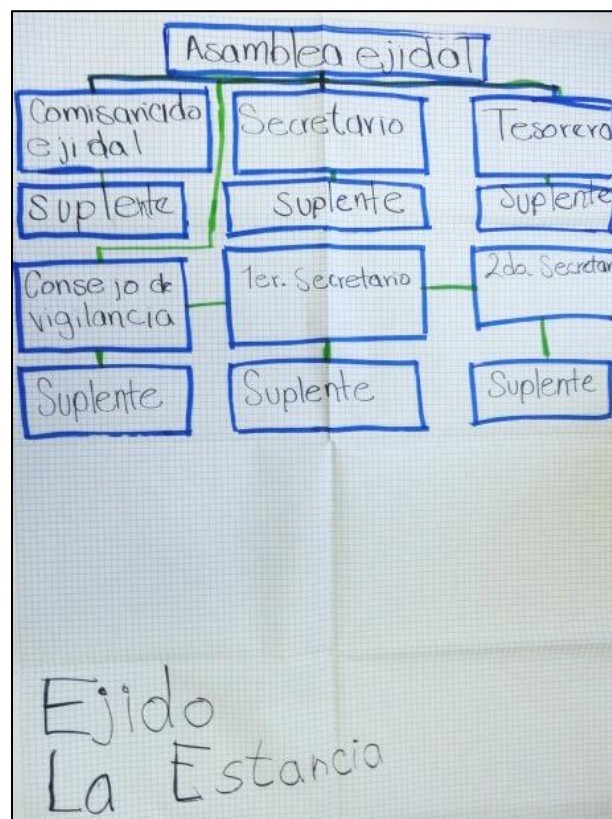 Asamblea ejidal
Comisariado
ejidal
Secretario
Tesorero
Suplente
Suplente
Suplente
Consejo de
vigilancia
1er. Secretario
2do. Secretar
Suplente
Suplente
Suplente
Ejido
La Estancia